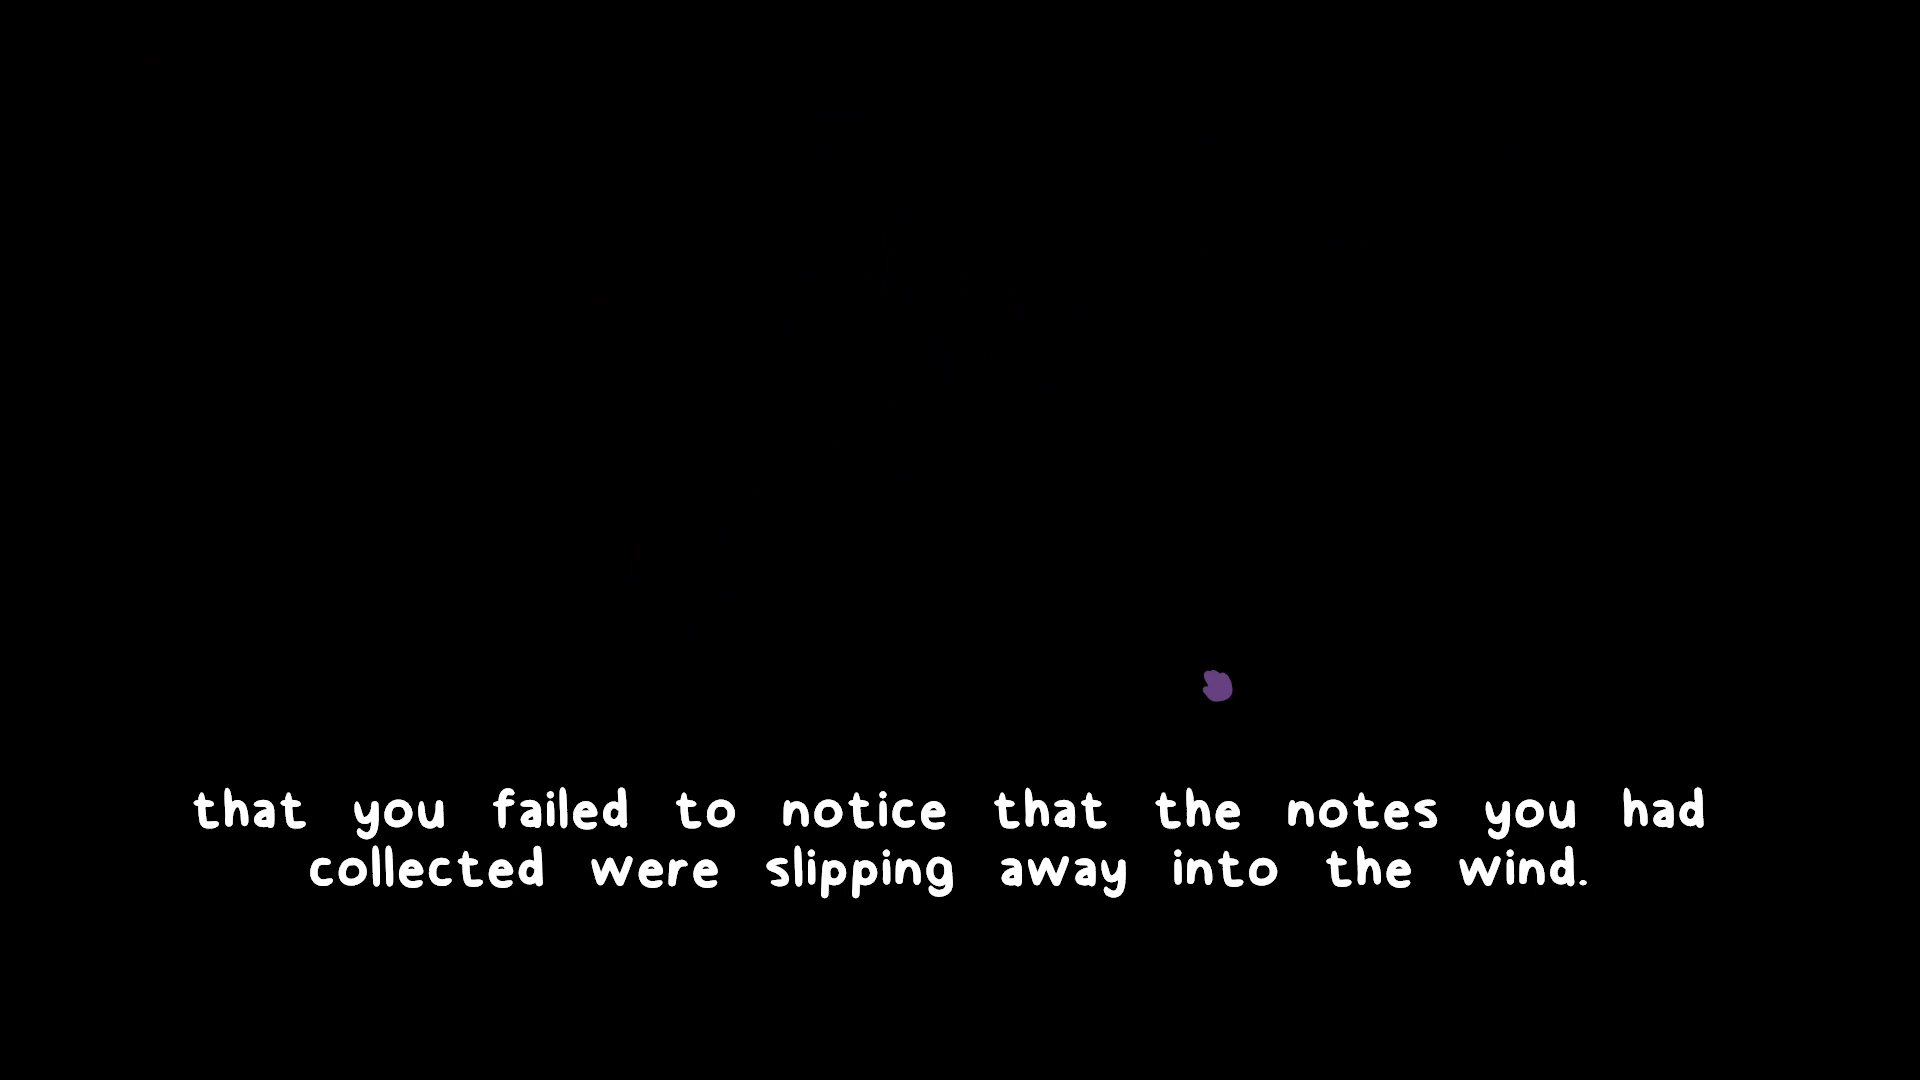 that you failed to notice that the notes you had
collected were slipping away into the wind.